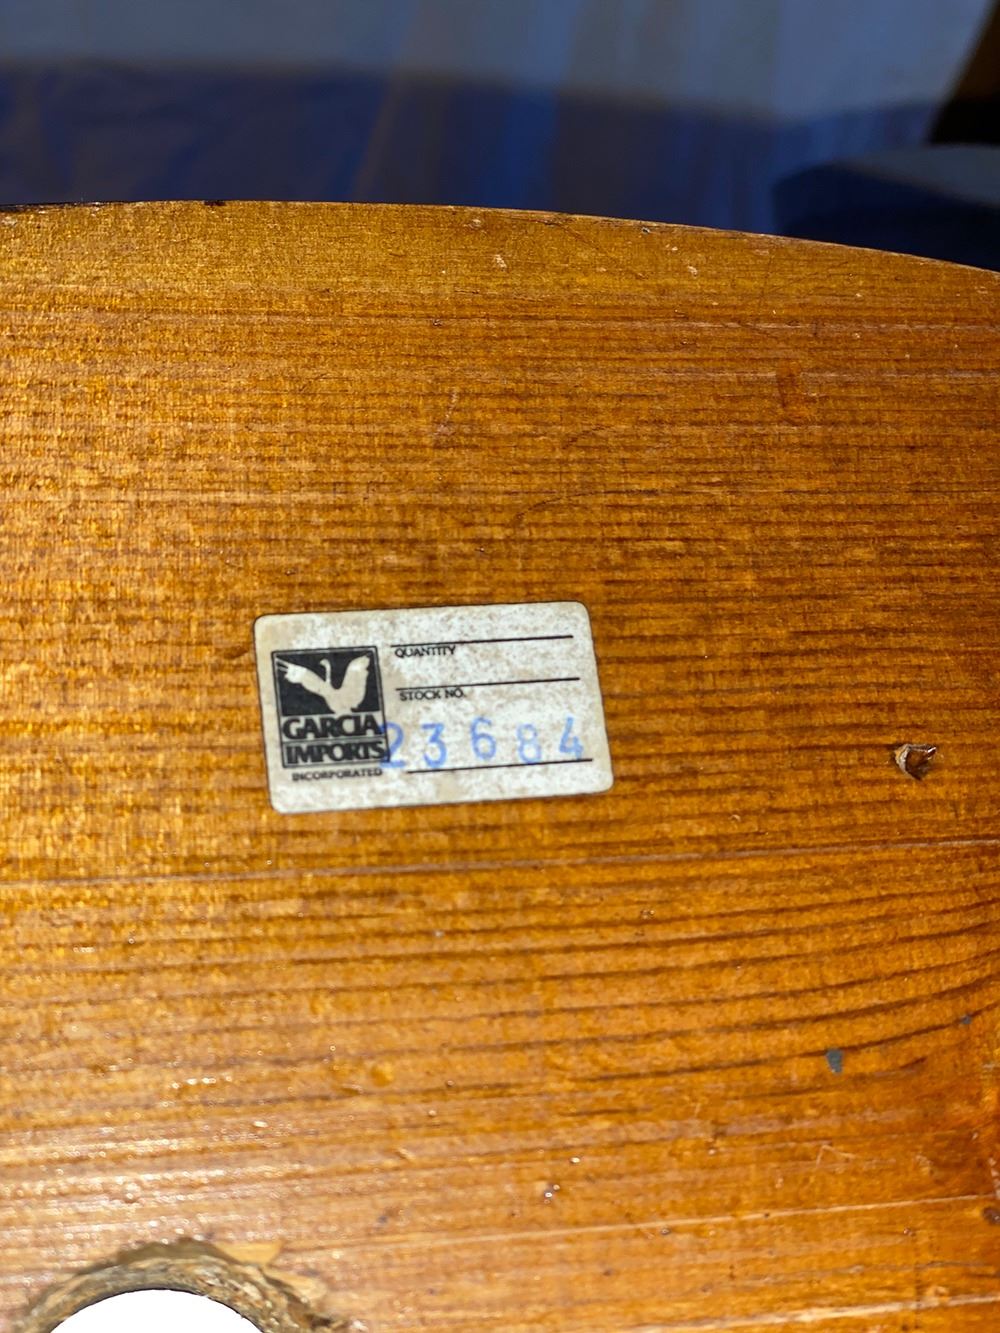 QUANTITY
STOCK NO.
23684
GARCIA
IMPORTS
INCORPORATED